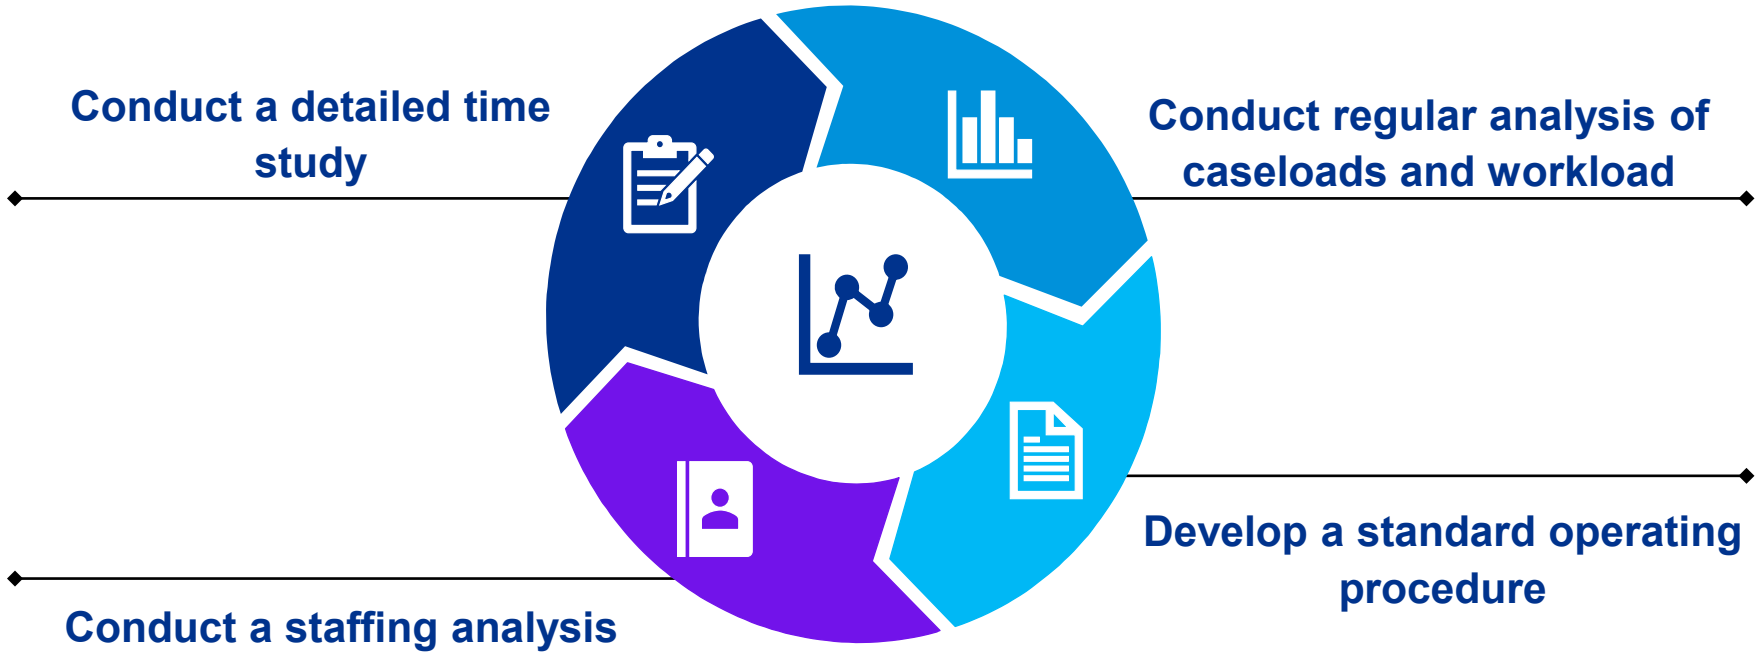 Conduct a detailed time
study
Conduct regular analysis of
caseloads and workload
Develop a standard operating
procedure
Conduct a staffing analysis